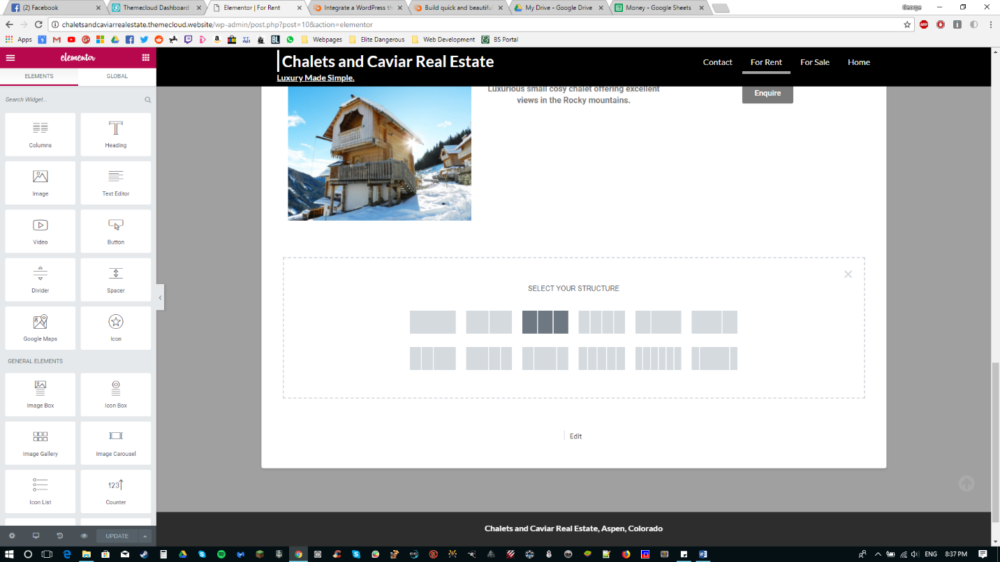 George
(2) Facebook
Themecloud Dashboard
Elementor | For Rent
Integrate a WordPress th
Build quick and beautiful
My Drive - Google Drive
Money - Google Sheets
chaletsandcaviarrealestate.themecloud.website/wp-admin/post.php?post=108&action=elementor
Apps
Webpages
Elite Dangerous
Web Development
BS Portal
elementor
ELEMENTS
GLOBAL
Search Widget...
Columns
Heading
Image
Text Editor
Video
Button
Divider
Spacer
Google Maps
Icon
GENERAL ELEMENTS
Image Box
Icon Box
Image Gallery
Image Carousel
Icon List
123
Counter
UPDATE
Chalets and Caviar Real Estate
Luxury Made Simple.
Contact
For Rent
For Sale
Home
Luxurious small cosy chalet offering excellent
views in the Rocky mountains.
Enquire
SELECT YOUR STRUCTURE
Edit
Chalets and Caviar Real Estate, Aspen, Colorado
ENG
8:37 PM